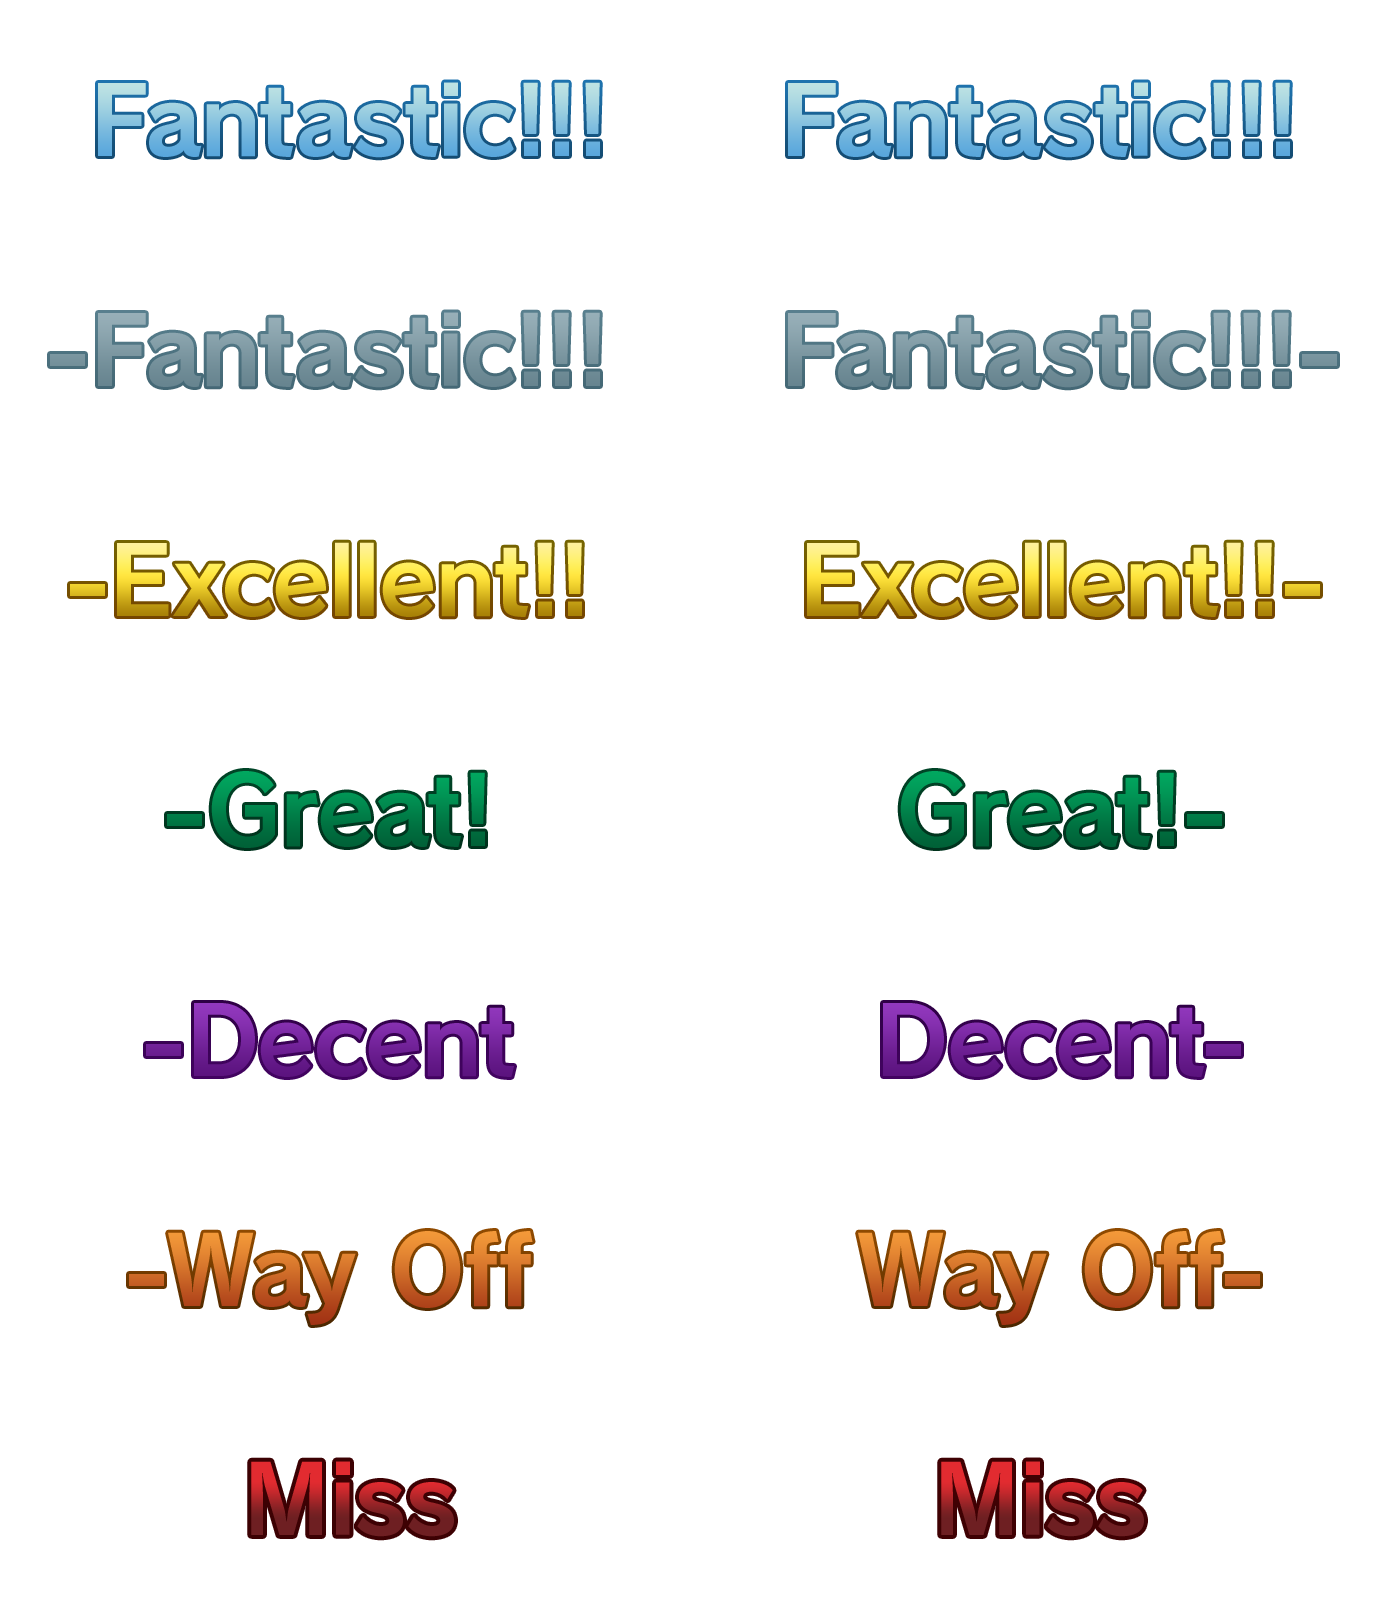 Fantastic!!! Fantastic!!!
-Fantastic!!! Fantastic!!!-
-Excellent!! Excellent!!-
-Great! Great!-
-Decent Decent-
-Way Off Way Off-
Miss Miss